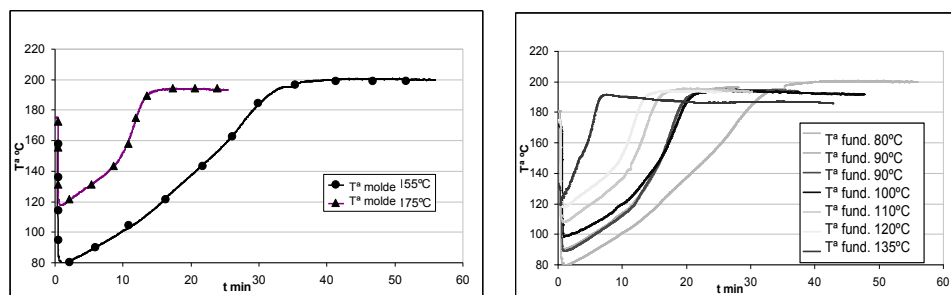 220
200
180
160
140
120
100
80
Tª ºC
0
10
20
30
40
50
60
t min
Tª molde 155ºC
Tª molde 175ºC
220
200
180
160
140
120
100
80
Tª ºC
0
10
20
30
40
50
60
t min
Tª fund. 80ºC
Tª fund. 90ºC
Tª fund. 90ºC
Tª fund. 100ºC
Tª fund. 110ºC
Tª fund. 120ºC
Tª fund. 135ºC